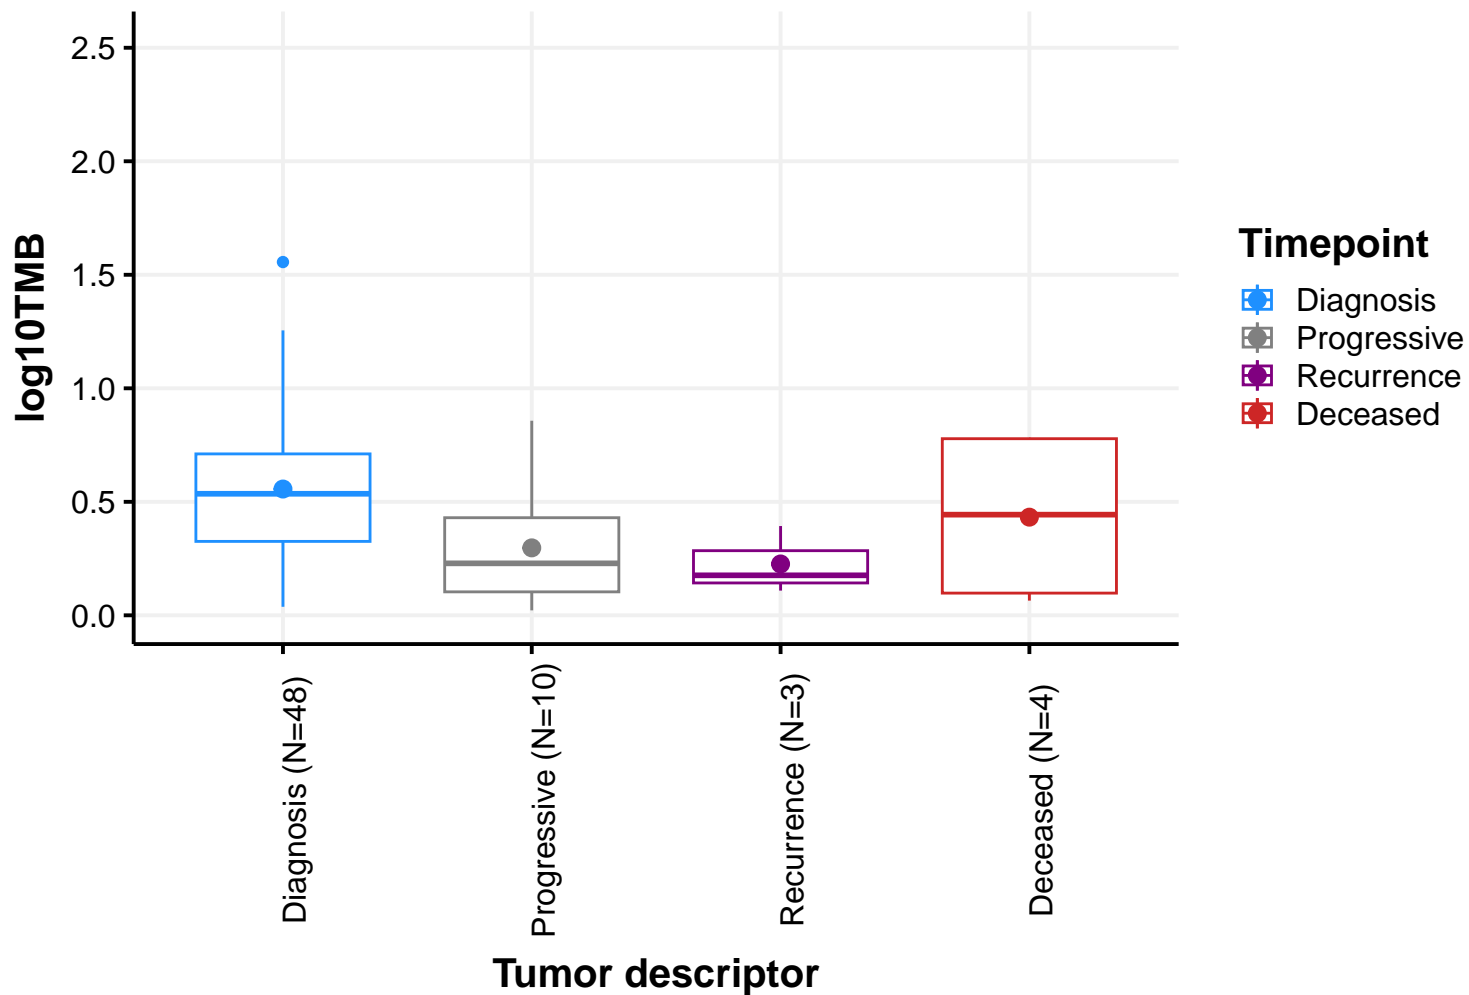 2.5
2.0
1.5
1.0
0.5
0.0
log10TMB
Diagnosis (N=48)
Progressive (N=10)
Recurrence (N=3)
Deceased (N=4)
Tumor descriptor
Timepoint
Diagnosis
Progressive
Recurrence
Deceased